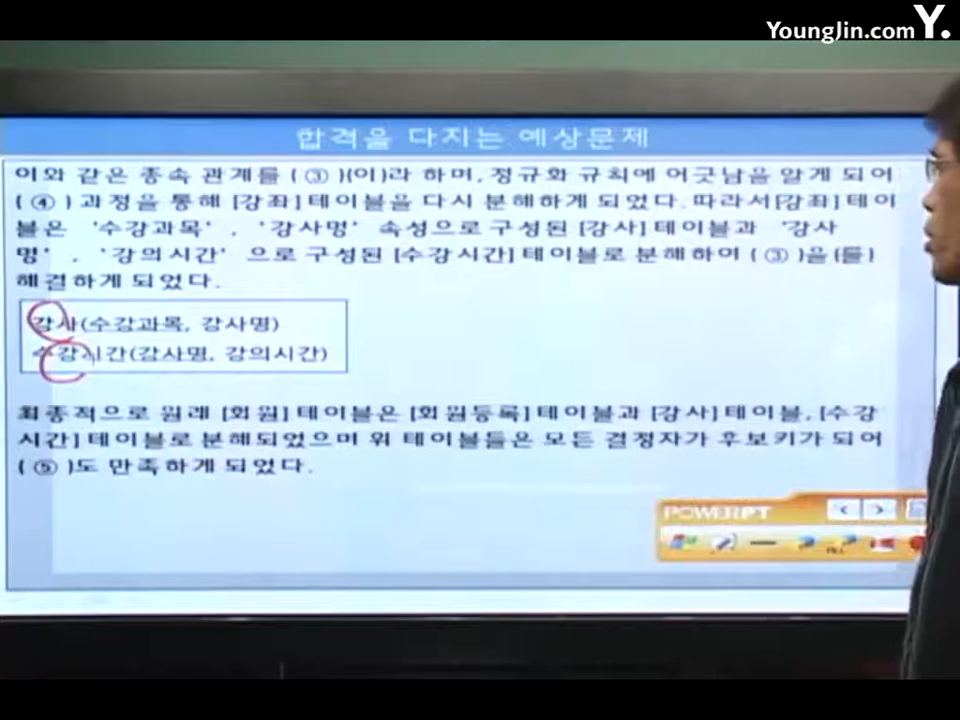 YoungJin.com Y.
합격을 다지는 예상문제
이와 같은 종속 관계를 ( ③ )(이)라 하며, 정규화 규칙에 어긋남을 알게 되어
( ④ ) 과정을 통해 [강좌] 테이블을 다시 분해하게 되었다. 따라서[강좌] 테이
블은 '수강과목', '강사명' 속성으로 구성된 [강사] 테이블과 '강사
명', '강의시간' 으로 구성된 [수강시간] 테이블로 분해하여 ( ③ )을(를)
해결하게 되었다.
강사(수강과목, 강사명)
수강시간(강사명, 강의시간)
최종적으로 원래 [회원] 테이블은 [회원등록] 테이블과 [강사] 테이블, [수강
시간] 테이블로 분해되었으며 위 테이블들은 모든 결정자가 후보키가 되어
( ⑤ )도 만족하게 되었다.
POWERPT